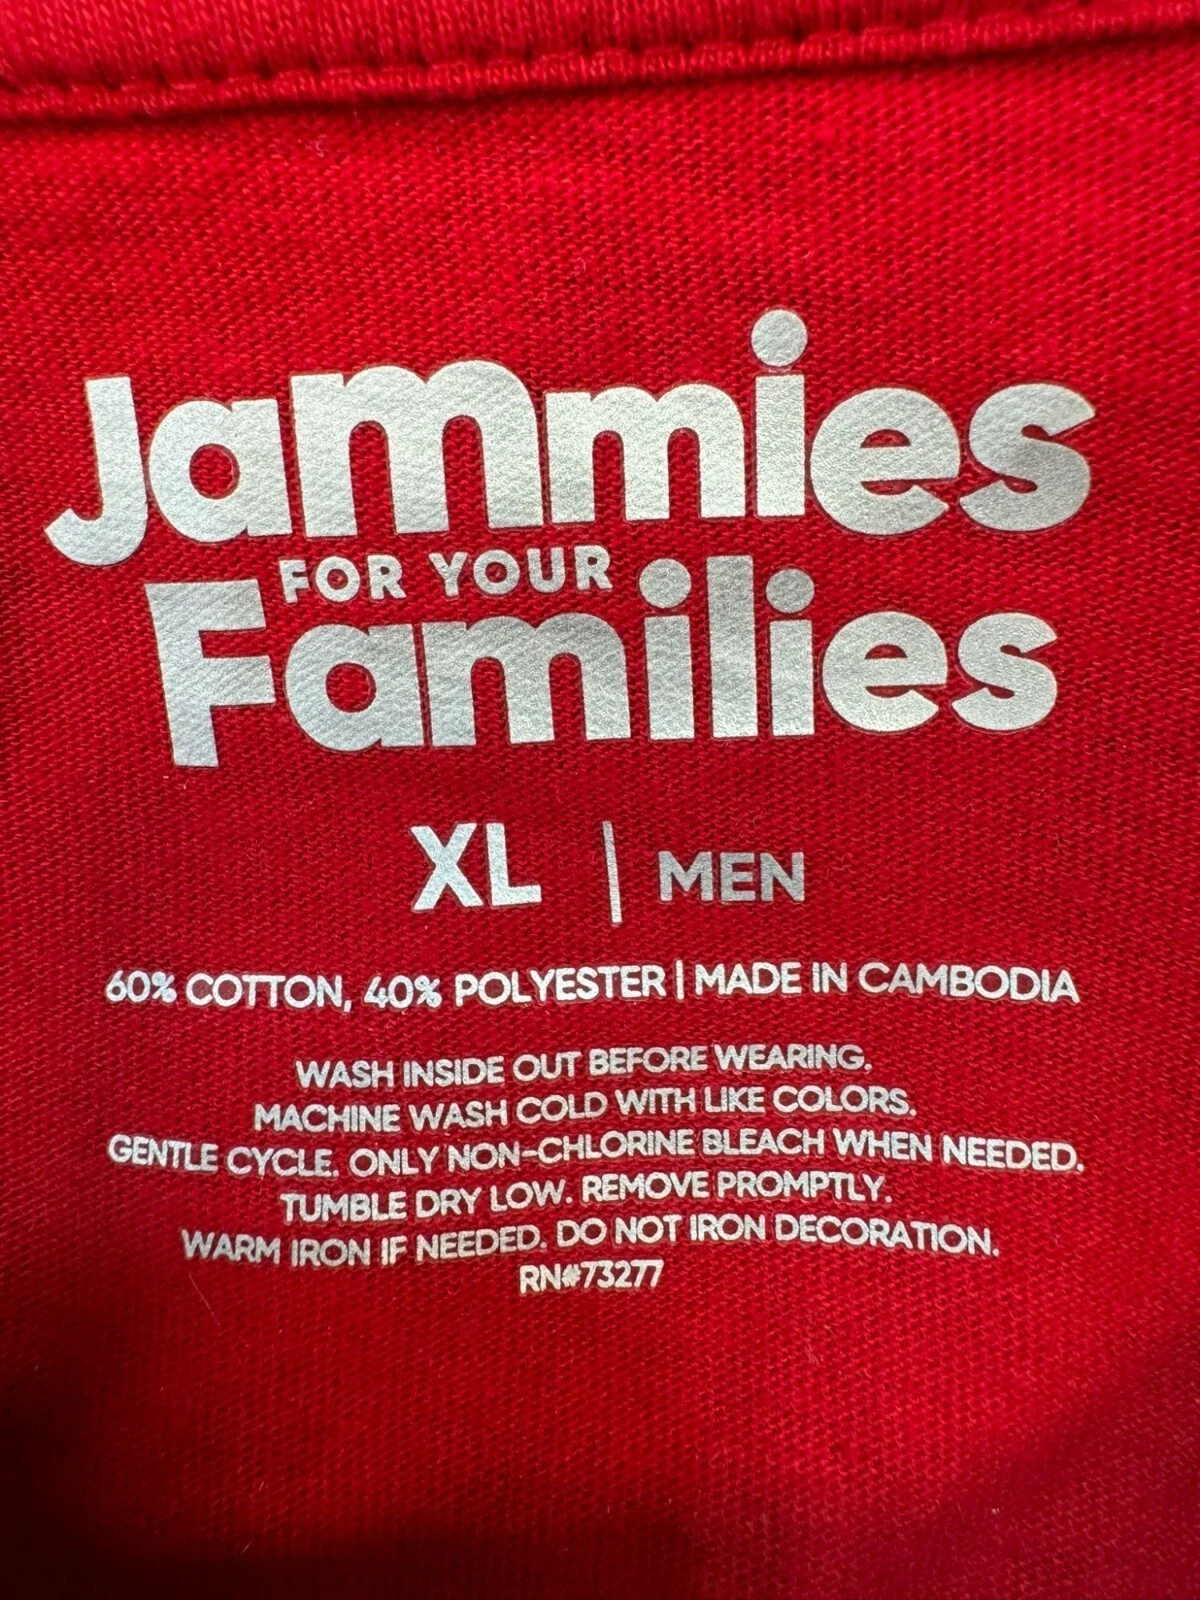 Jammies
FOR YOUR
Families
XL | MEN
60% COTTON, 40% POLYESTER | MADE IN CAMBODIA
WASH INSIDE OUT BEFORE WEARING.
MACHINE WASH COLD WITH LIKE COLORS.
GENTLE CYCLE. ONLY NON-CHLORINE BLEACH WHEN NEEDED.
TUMBLE DRY LOW. REMOVE PROMPTLY.
WARM IRON IF NEEDED. DO NOT IRON DECORATION.
RN#73277